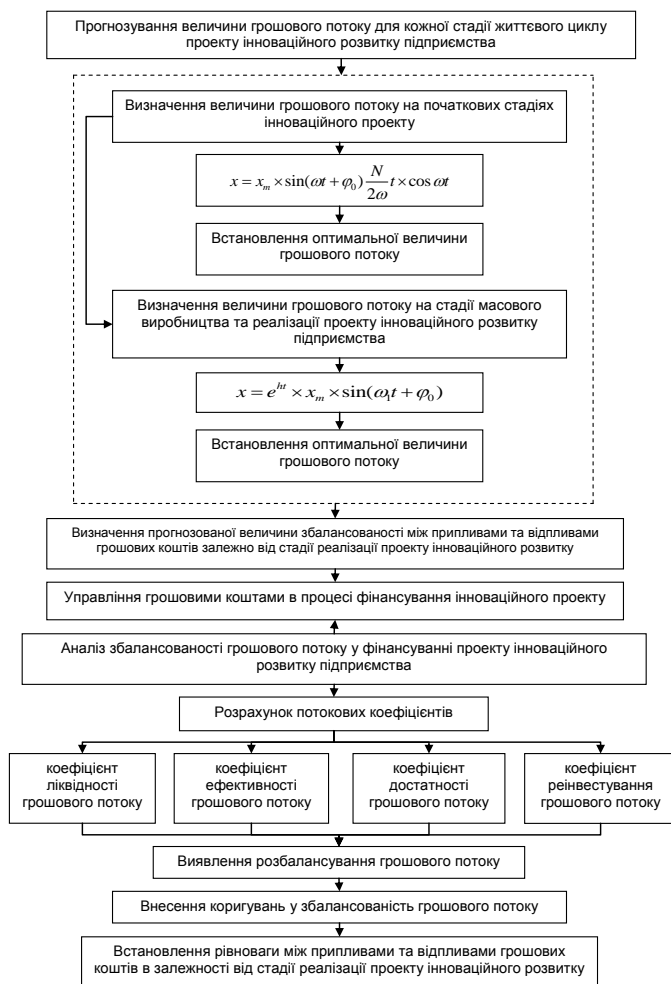 Прогнозування величини грошового потоку для кожної стадії життєвого циклу
проекту інноваційного розвитку підприємства
Визначення величини грошового потоку на початкових стадіях
інноваційного проекту
x = x_m × sin(ωt + φ_0) N/2ω t × cos ωt
Встановлення оптимальної величини
грошового потоку
Визначення величини грошового потоку на стадії масового
виробництва та реалізації проекту інноваційного розвитку
підприємства
x = e^{ht} × x_m × sin(ω_1 t + φ_0)
Встановлення оптимальної величини
грошового потоку
Визначення прогнозованої величини збалансованості між припливами та відпливами
грошових коштів залежно від стадії реалізації проекту інноваційного розвитку
Управління грошовими коштами в процесі фінансування інноваційного проекту
Аналіз збалансованості грошового потоку у фінансуванні проекту інноваційного
розвитку підприємства
Розрахунок потокових коефіцієнтів
коефіцієнт
ліквідності
грошового потоку
коефіцієнт
ефективності
грошового потоку
коефіцієнт
достатності
грошового потоку
коефіцієнт
реінвестування
грошового потоку
Виявлення розбалансування грошового потоку
Внесення коригувань у збалансованість грошового потоку
Встановлення рівноваги між припливами та відпливами грошових
коштів в залежності від стадії реалізації проекту інноваційного розвитку